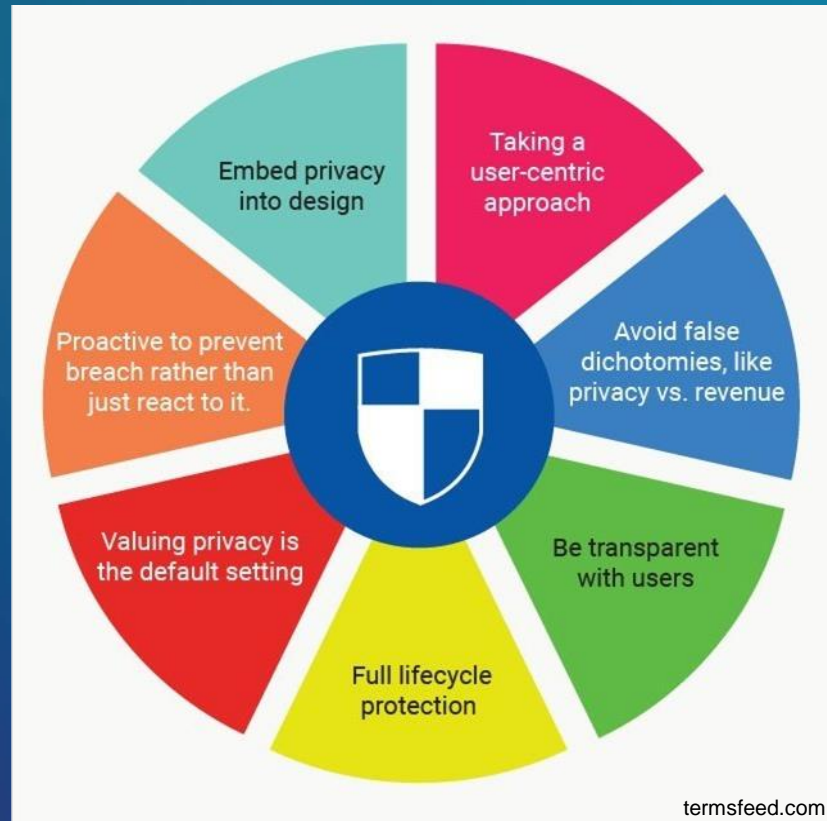 Embed privacy
into design
Taking a
user-centric
approach
Avoid false
dichotomies, like
privacy vs. revenue
Be transparent
with users
Full lifecycle
protection
Valuing privacy is
the default setting
Proactive to prevent
breach rather than
just react to it.
termsfeed.com